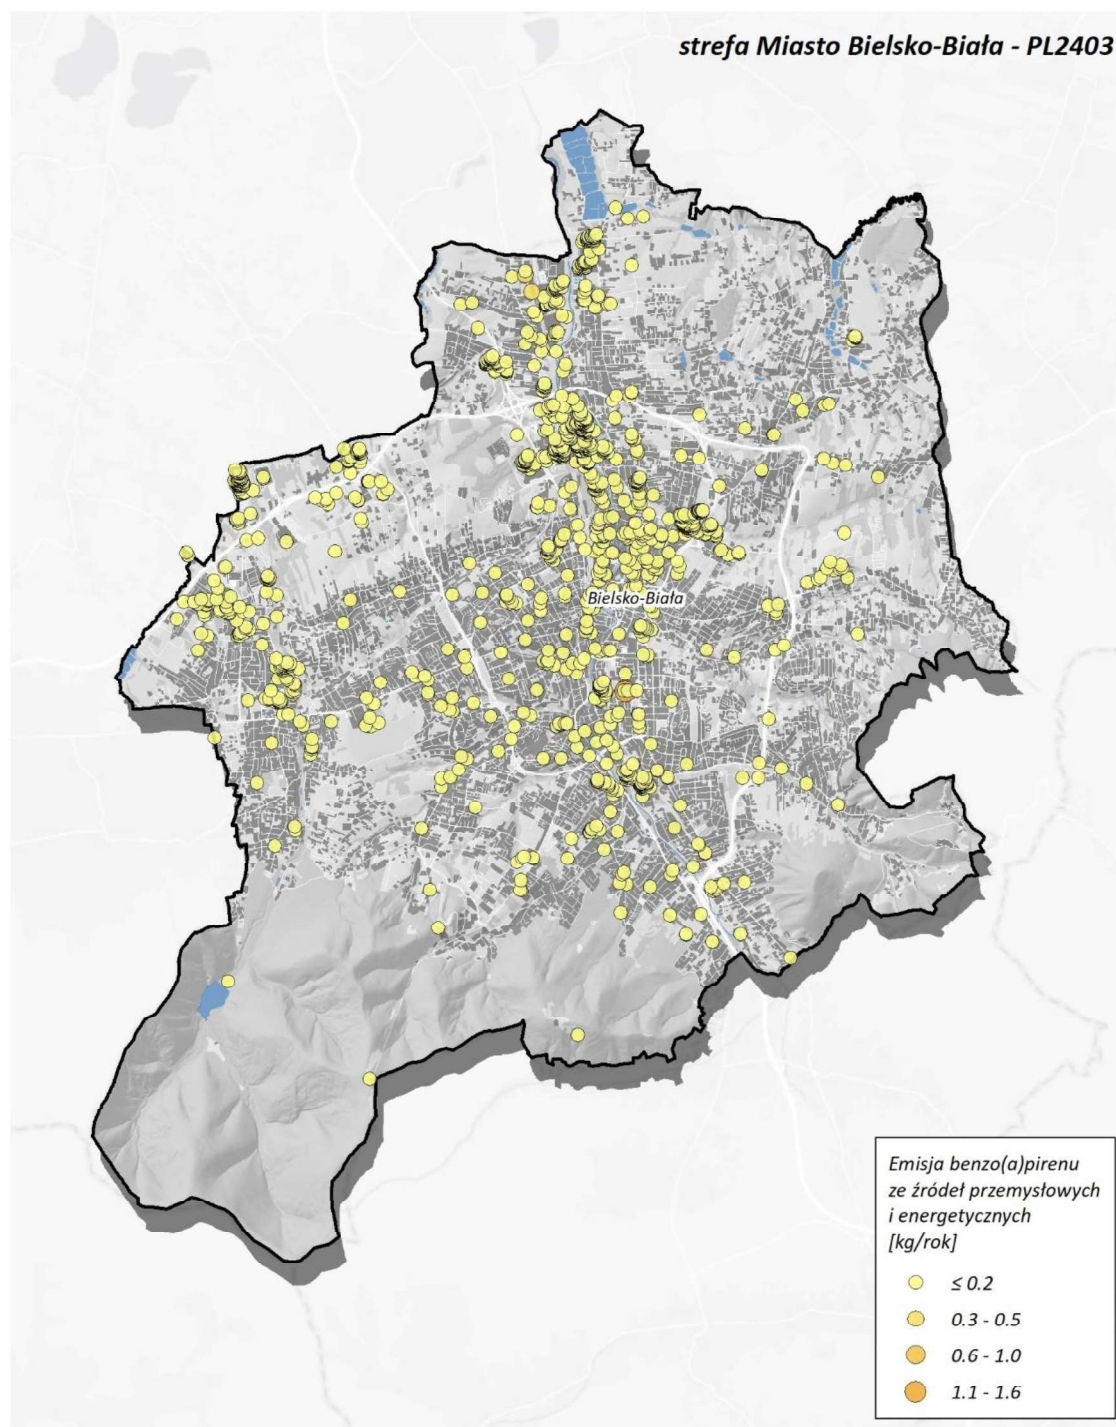 strefa Miasto Bielsko-Biała - PL2403
Bielsko-Biała
Emisja benzo(a)pirenu
ze źródeł przemysłowych
i energetycznych
[kg/rok]
≤ 0.2
0.3 - 0.5
0.6 - 1.0
1.1 - 1.6